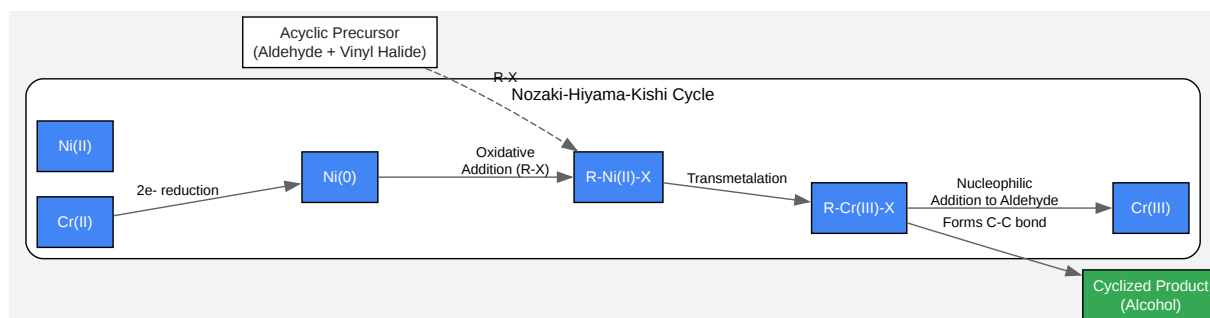 Acyclic Precursor
(Aldehyde + Vinyl Halide)
R-X
Nozaki-Hiyama-Kishi Cycle
Ni(II)
Cr(II)
2e- reduction
Ni(0)
Oxidative
Addition (R-X)
R-Ni(II)-X
Transmetalation
R-Cr(III)-X
Nucleophilic
Addition to Aldehyde
Forms C-C bond
Cr(III)
Cyclized Product
(Alcohol)